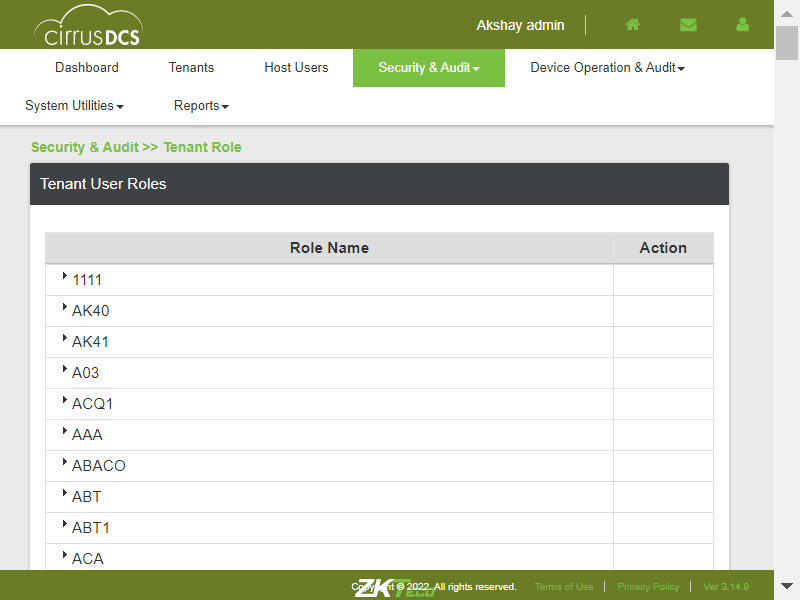 cirrusDCS
Akshay admin
Dashboard Tenants Host Users Security & Audit Device Operation & Audit
System Utilities Reports
Security & Audit >> Tenant Role
Tenant User Roles
Role Name Action
1111
AK40
AK41
A03
ACQ1
AAA
ABACO
ABT
ABT1
ACA
ZKTeco
© 2022. All rights reserved. Terms of Use | Privacy Policy | Ver 3.14.9